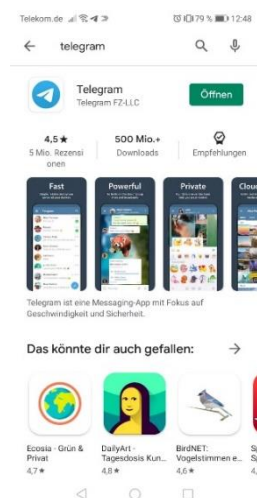 Telekom.de 79 % 12:48
telegram
Telegram
Telegram FZ-LLC
Öffnen
4,5 ★ 500 Mio.+
5 Mio. Rezensi Downloads Empfehlungen
onen
Fast Powerful Private Clou
Telegram ist eine Messaging-App mit Fokus auf
Geschwindigkeit und Sicherheit.
Das könnte dir auch gefallen:
Ecosia - Grün & DailyArt - BirdNET: S
Privat Tagesdosis Kun... Vogelstimmen e... S
4,7★ 4,8★ 4,6★ 4,